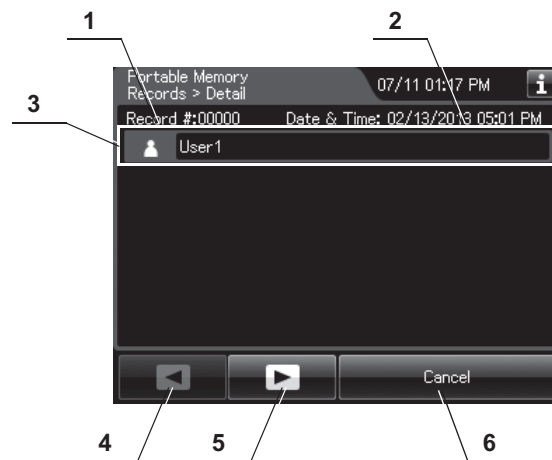 1
2
3
Portable Memory
Records > Detail
07/11 01:17 PM
i
Record #:00000
Date & Time: 02/13/2013 05:01 PM
User1
Cancel
4
5
6